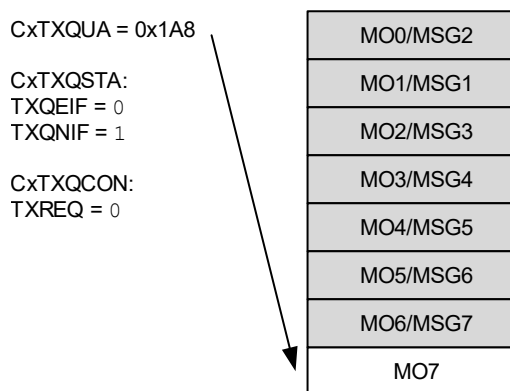 CxTXQUA = 0x1A8
CxTXQSTA:
TXQEIF = 0
TXQNIF = 1
CxTXQCON:
TXREQ = 0
MO0/MSG2
MO1/MSG1
MO2/MSG3
MO3/MSG4
MO4/MSG5
MO5/MSG6
MO6/MSG7
MO7